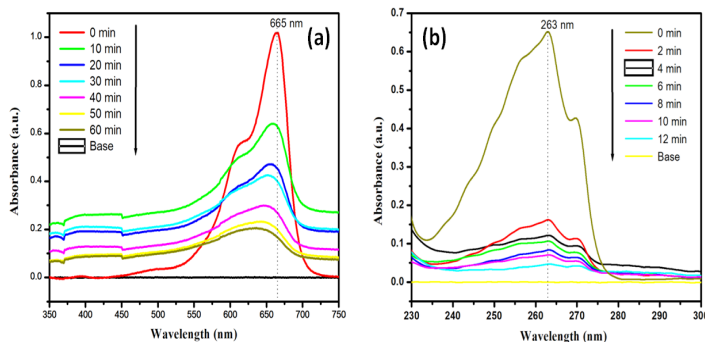 665 nm
(a)
0 min
10 min
20 min
30 min
40 min
50 min
60 min
Base
Absorbance (a.u.)
1.0
0.8
0.6
0.4
0.2
0.0
350 400 450 500 550 600 650 700 750
Wavelength (nm)
263 nm
(b)
0 min
2 min
4 min
6 min
8 min
10 min
12 min
Base
Absorbance (a.u.)
0.7
0.6
0.5
0.4
0.3
0.2
0.1
0.0
230 240 250 260 270 280 290 300
Wavelength (nm)